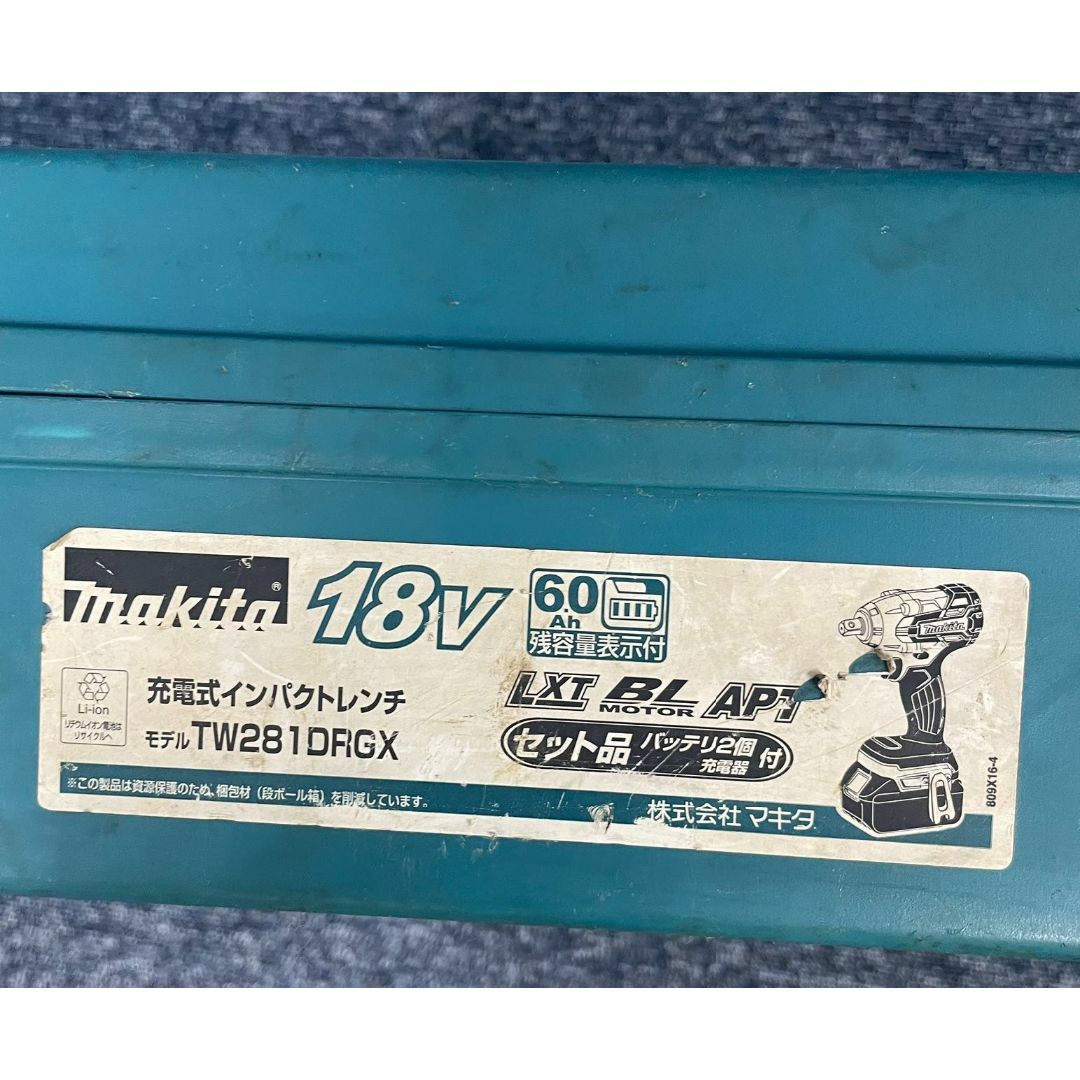 makita®
18V
6.0
Ah
残容量表示付
Li-ion
リチウムイオン電池は
リサイクルへ
充電式インパクトレンチ
モデル TW281DRGX
LXT BL MOTOR APT
セット品 バッテリ2個 充電器 付
※この製品は資源保護のため、梱包材(段ボール箱)を削減しています。
株式会社 マキタ
makita
809X16-4